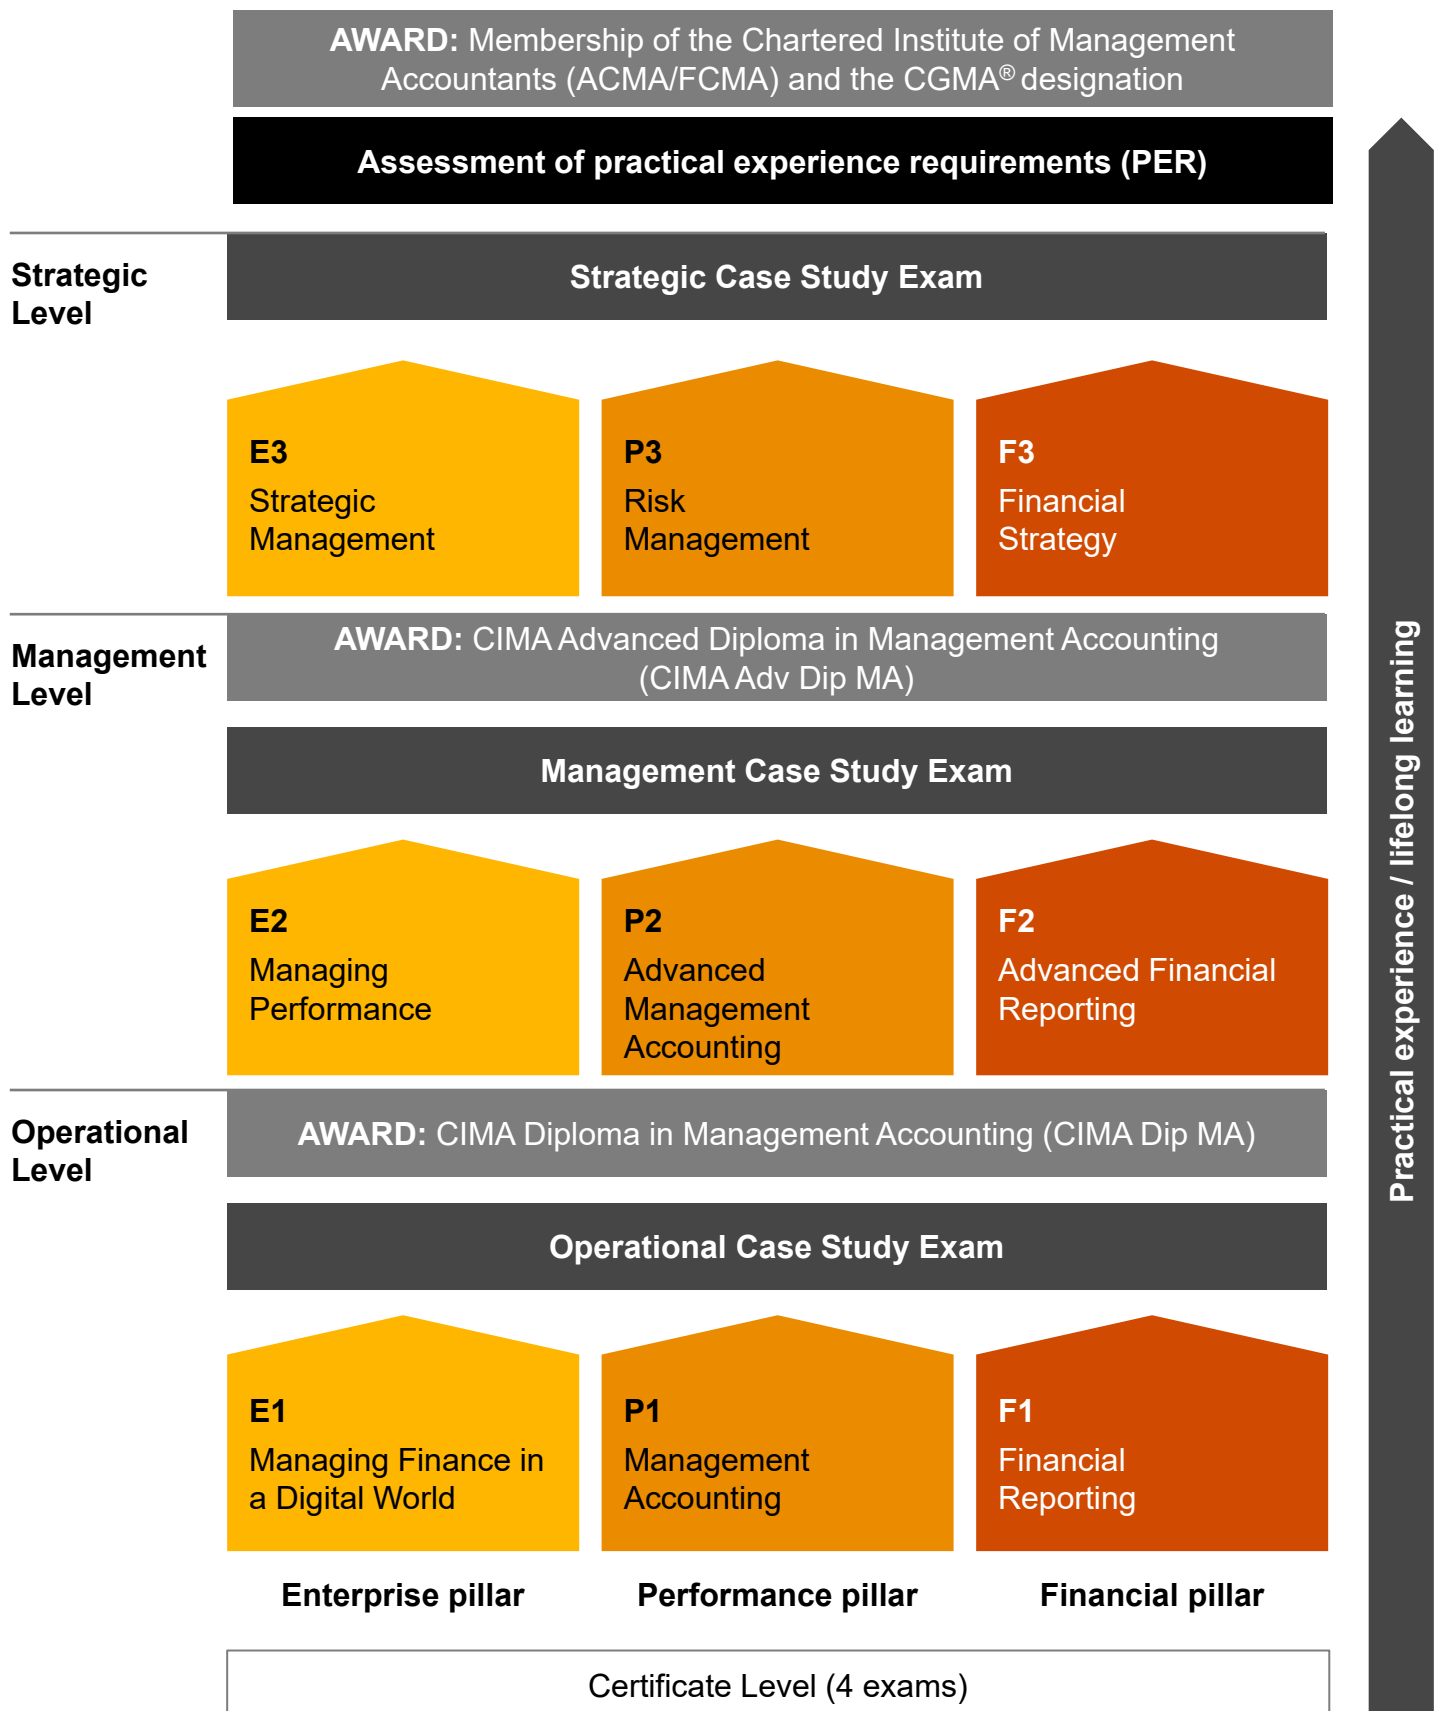 AWARD: Membership of the Chartered Institute of Management
Accountants (ACMA/FCMA) and the CGMA® designation
Assessment of practical experience requirements (PER)
Strategic
Level
Strategic Case Study Exam
E3
Strategic
Management
P3
Risk
Management
F3
Financial
Strategy
Management
Level
AWARD: CIMA Advanced Diploma in Management Accounting
(CIMA Adv Dip MA)
Management Case Study Exam
E2
Managing
Performance
P2
Advanced
Management
Accounting
F2
Advanced Financial
Reporting
Operational
Level
AWARD: CIMA Diploma in Management Accounting (CIMA Dip MA)
Operational Case Study Exam
E1
Managing Finance in
a Digital World
P1
Management
Accounting
F1
Financial
Reporting
Enterprise pillar
Performance pillar
Financial pillar
Certificate Level (4 exams)
Practical experience / lifelong learning